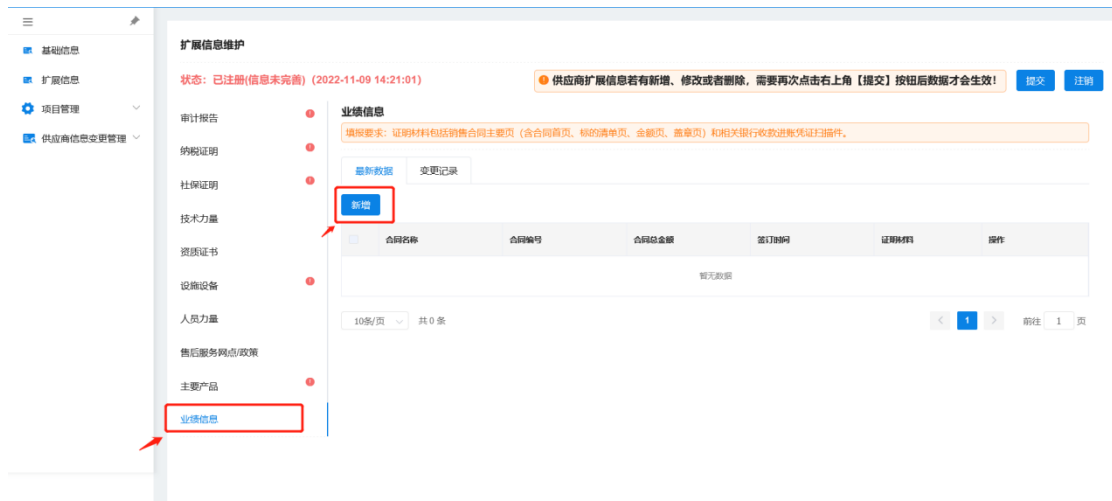 基础信息
扩展信息
项目管理
供应商信息变更管理
扩展信息维护
状态：已注册(信息未完善) (2022-11-09 14:21:01)
供应商扩展信息若有新增、修改或者删除，需要再次点击右上角【提交】按钮后数据才会生效！
提交
注销
审计报告
纳税证明
社保证明
技术力量
资质证书
设施设备
人员力量
售后服务网点/政策
主要产品
业绩信息
业绩信息
填报要求：证明材料包括销售合同主要页（含合同首页、标的清单页、金额页、盖章页）和相关银行收款进账凭证扫描件。
最新数据 变更记录
新增
合同名称 合同编号 合同总金额 签订时间 证明材料 操作
暂无数据
10条/页 共 0 条
1
前往 1 页